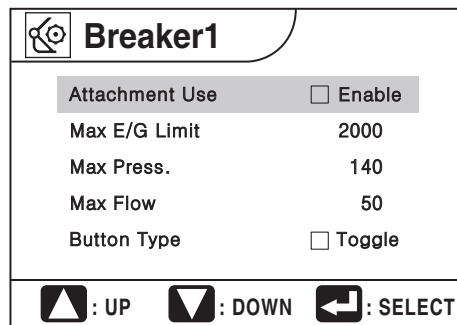 Breaker1
Attachment Use □ Enable
Max E/G Limit 2000
Max Press. 140
Max Flow 50
Button Type □ Toggle
: UP : DOWN : SELECT